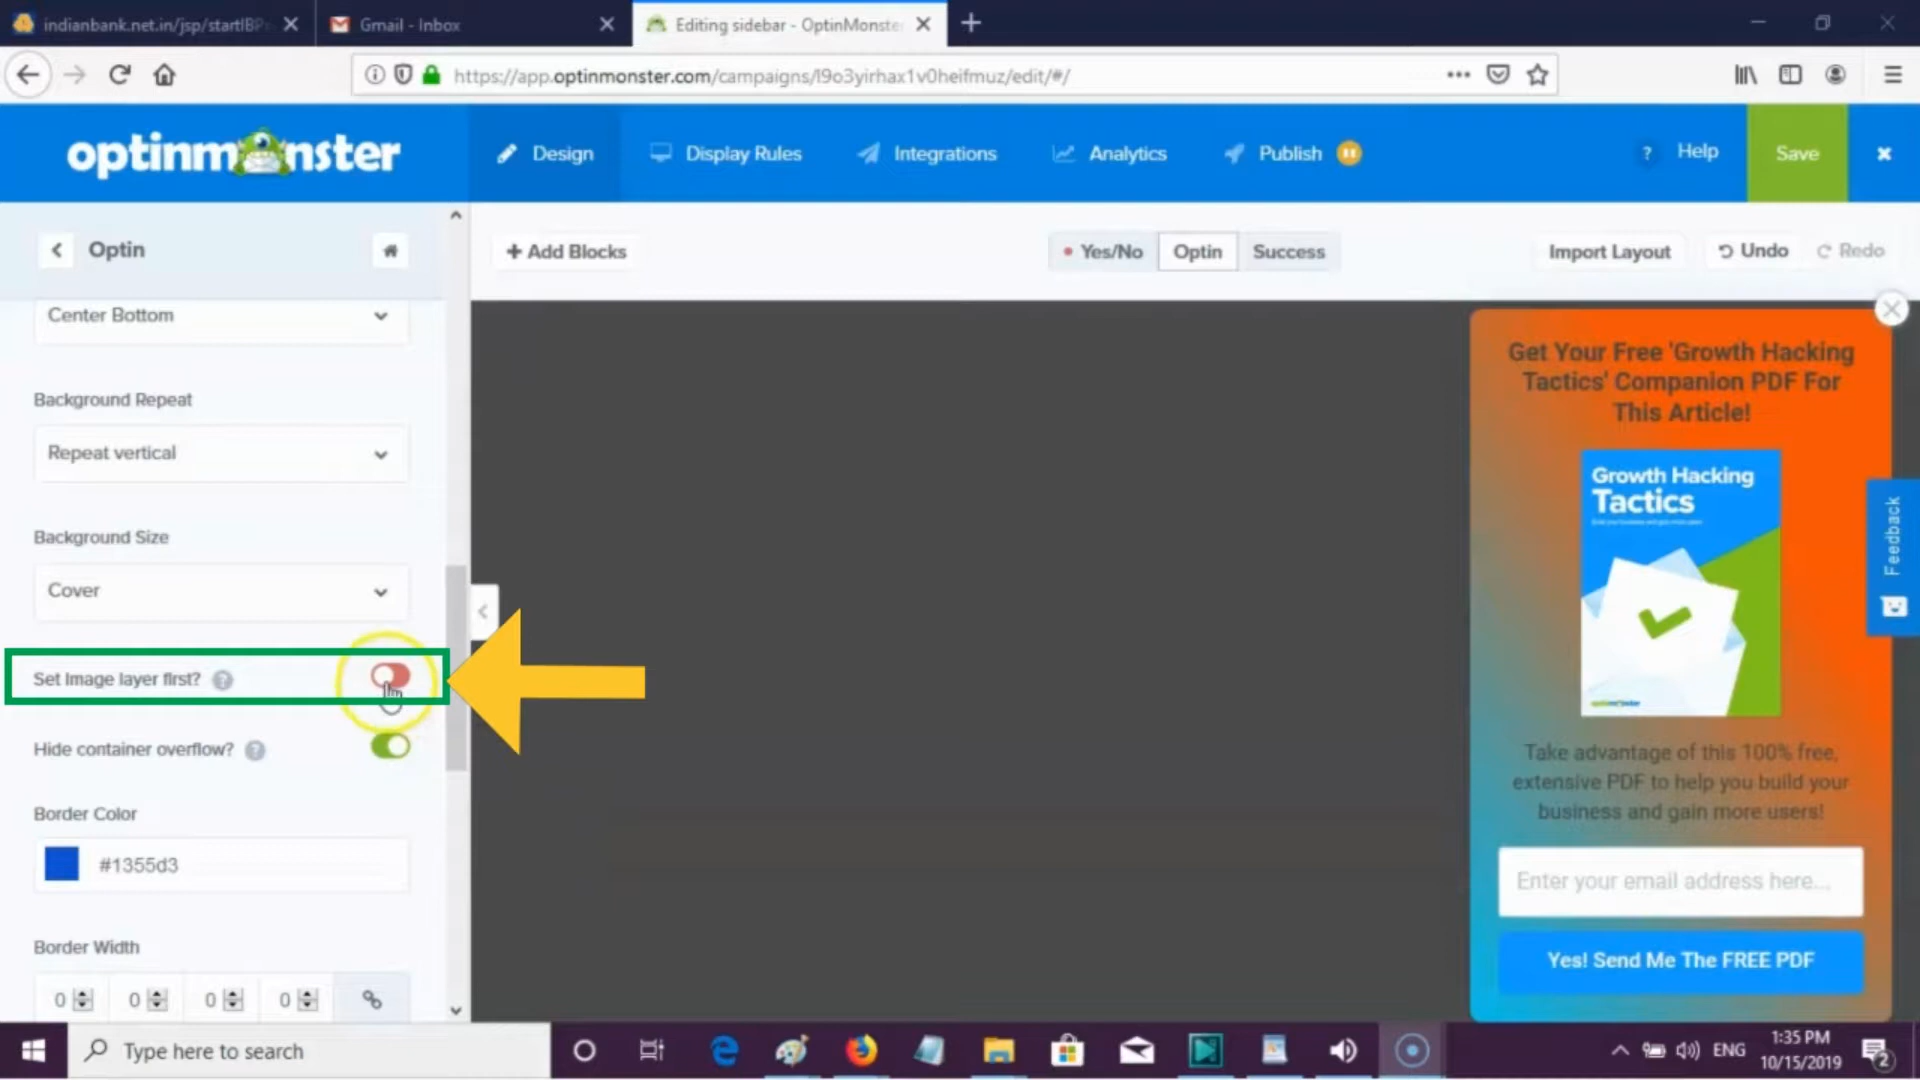 indianbank.net.in/jsp/startIBPr
Gmail - Inbox
Editing sidebar - OptinMonste
https://app.optinmonster.com/campaigns/l9o3yirhax1v0heifmuz/edit/#/
optinmonster
Design
Display Rules
Integrations
Analytics
Publish
? Help
Save
Optin
+ Add Blocks
Yes/No
Optin
Success
Import Layout
Undo
Redo
Center Bottom
Background Repeat
Repeat vertical
Background Size
Cover
Set Image layer first? ?
Hide container overflow? ?
Border Color
#1355d3
Border Width
0 0 0 0
Get Your Free 'Growth Hacking
Tactics' Companion PDF For
This Article!
Growth Hacking
Tactics
optinmonster
Take advantage of this 100% free,
extensive PDF to help you build your
business and gain more users!
Enter your email address here...
Yes! Send Me The FREE PDF
Feedback
Type here to search
ENG
1:35 PM
10/15/2019
2